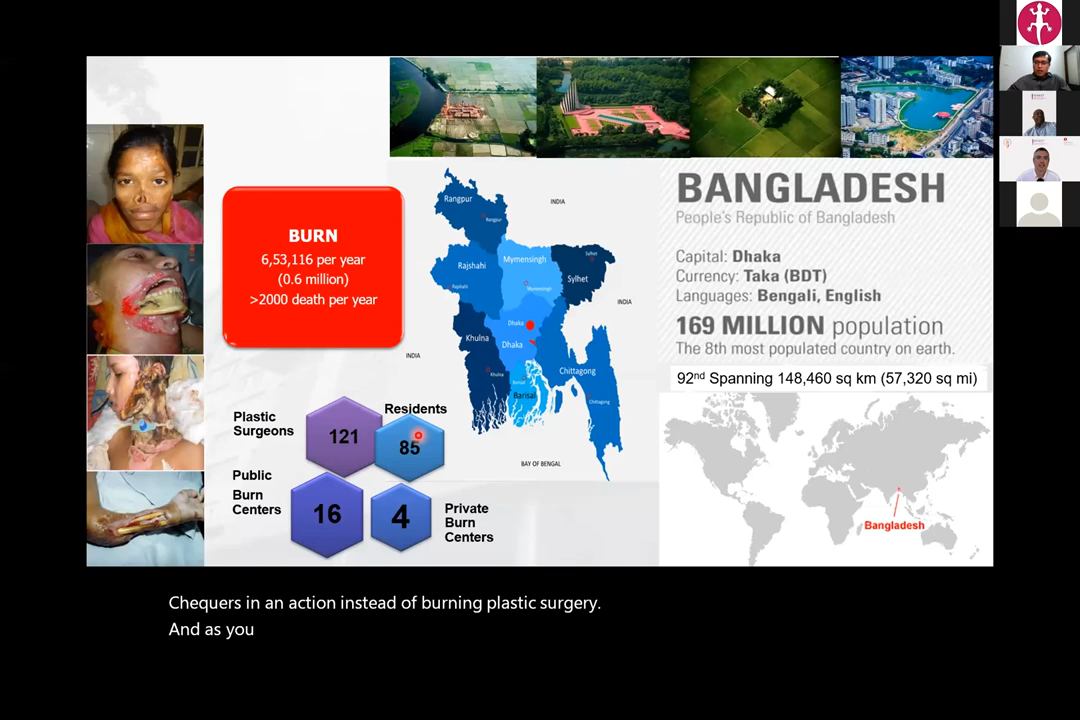 BURN
6,53,116 per year
(0.6 million)
>2000 death per year
Plastic
Surgeons
121
Residents
85
Public
Burn
Centers
16
4
Private
Burn
Centers
Rangpur
Rangpur
INDIA
Rajshahi
Rajshahi
Mymensingh
Mymensingh
Sylhet
Sylhet
INDIA
Dhaka
Dhaka
Khulna
Khulna
INDIA
Barisal
Barisal
Chittagong
Chittagong
BAY OF BENGAL
BANGLADESH
People's Republic of Bangladesh
Capital: Dhaka
Currency: Taka (BDT)
Languages: Bengali, English
169 MILLION population
The 8th most populated country on earth.
92nd Spanning 148,460 sq km (57,320 sq mi)
Bangladesh
Chequers in an action instead of burning plastic surgery.
And as you